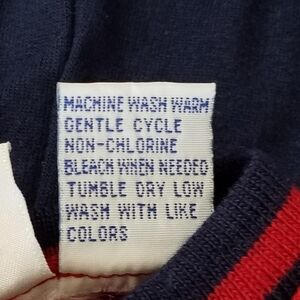 MACHINE WASH WARM
GENTLE CYCLE
NON-CHLORINE
BLEACH WHEN NEEDED
TUMBLE DRY LOW
WASH WITH LIKE
COLORS